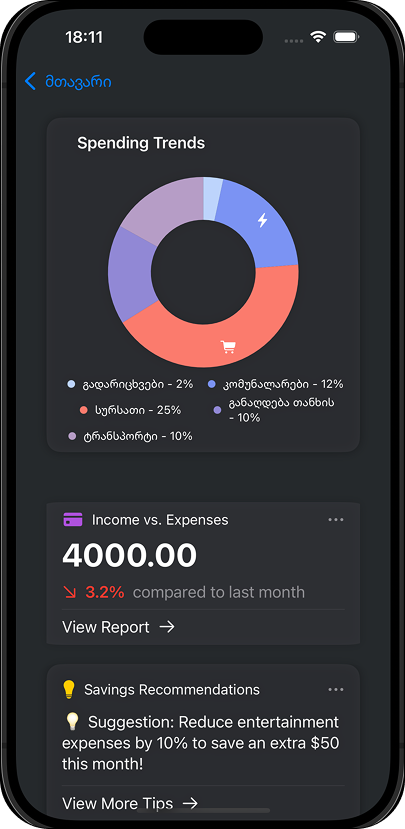 18:11
მთავარი
Spending Trends
გადარიცხვები - 2%
კომუნალარები - 12%
სურსათი - 25%
განაღდება თანხის
- 10%
ტრანსპორტი - 10%
Income vs. Expenses
4000.00
3.2% compared to last month
View Report
Savings Recommendations
Suggestion: Reduce entertainment
expenses by 10% to save an extra $50
this month!
View More Tips